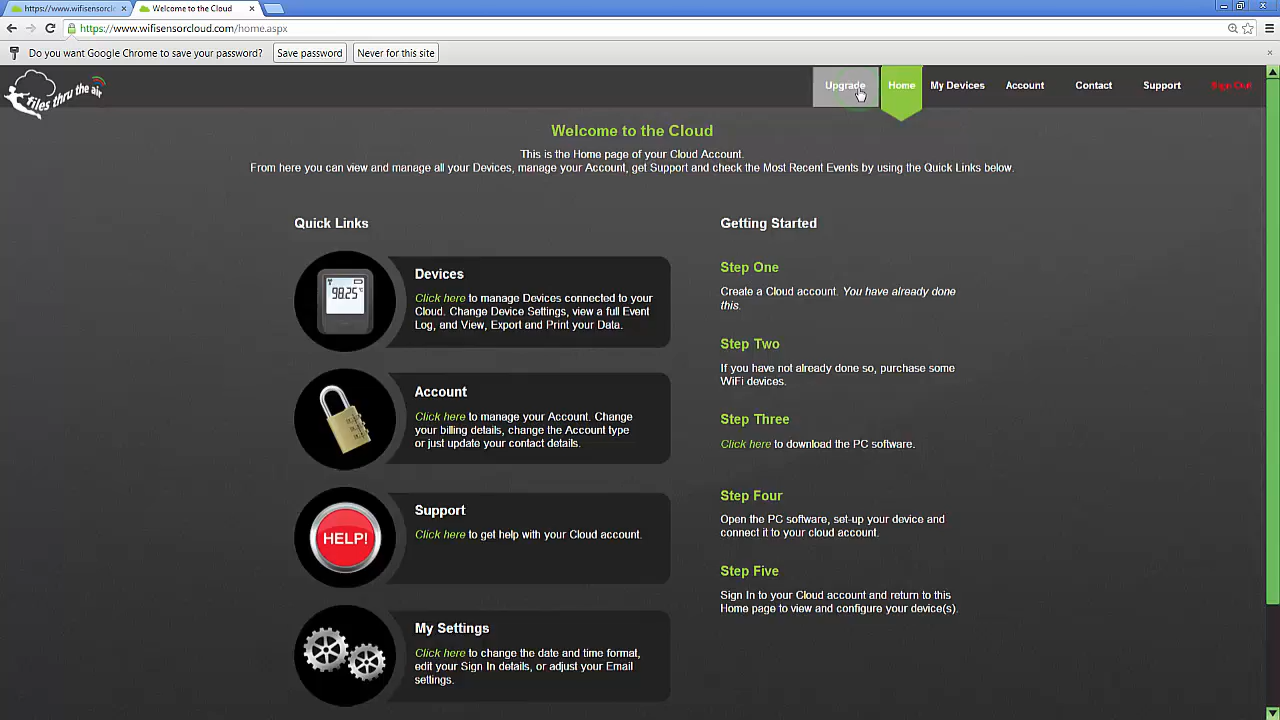 https://www.wifisensorcl
Welcome to the Cloud
https://www.wifisensorcloud.com/home.aspx
Do you want Google Chrome to save your password?
Save password
Never for this site
files thru the air
Upgrade
Home
My Devices
Account
Contact
Support
Sign Out
Welcome to the Cloud
This is the Home page of your Cloud Account.
From here you can view and manage all your Devices, manage your Account, get Support and check the Most Recent Events by using the Quick Links below.
Quick Links
98.25°C
Devices
Click here to manage Devices connected to your
Cloud. Change Device Settings, view a full Event
Log, and View, Export and Print your Data.
Account
Click here to manage your Account. Change
your billing details, change the Account type
or just update your contact details.
HELP!
Support
Click here to get help with your Cloud account.
My Settings
Click here to change the date and time format,
edit your Sign In details, or adjust your Email
settings.
Getting Started
Step One
Create a Cloud account. You have already done
this.
Step Two
If you have not already done so, purchase some
WiFi devices.
Step Three
Click here to download the PC software.
Step Four
Open the PC software, set-up your device and
connect it to your cloud account.
Step Five
Sign In to your Cloud account and return to this
Home page to view and configure your device(s).